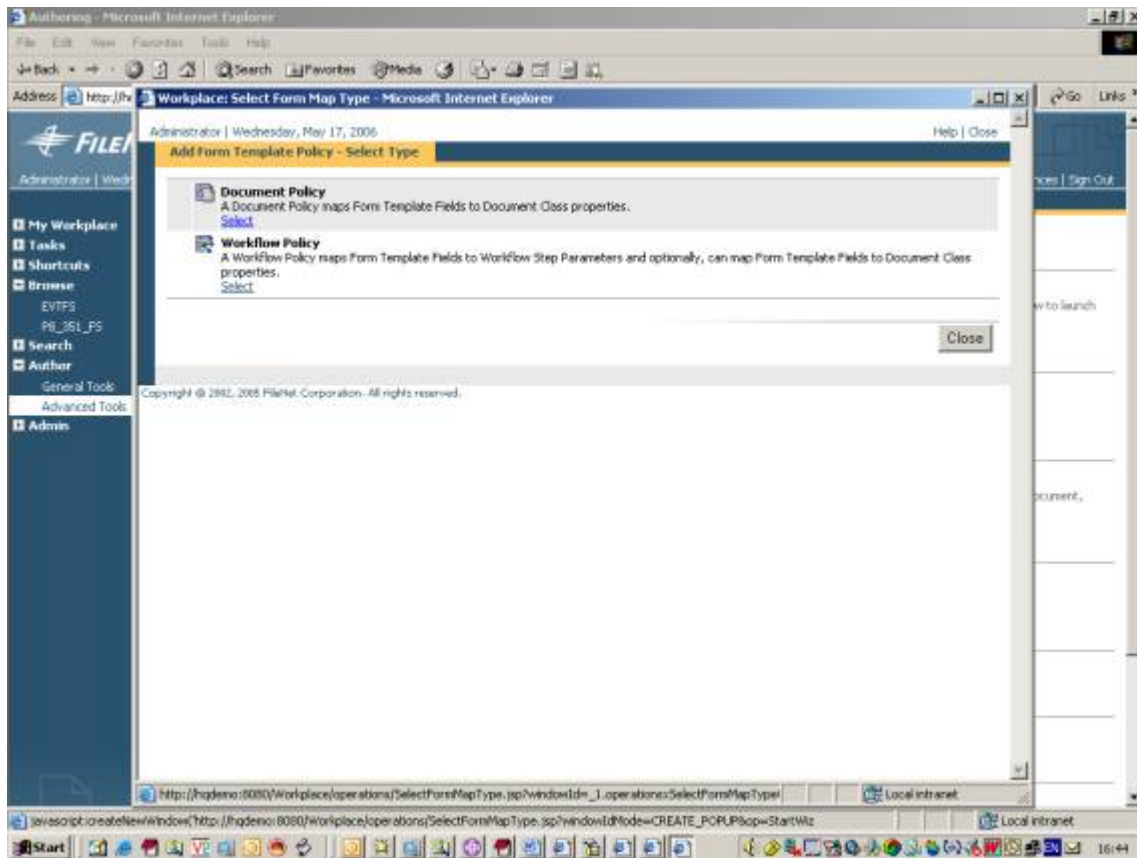 Authoring - Microsoft Internet Explorer
File Edit View Favorites Tools Help
Back Search Favorites Media
Address http://h Go Links
Workplace: Select Form Map Type - Microsoft Internet Explorer
Administrator | Wednesday, May 17, 2006 Help | Close
Add Form Template Policy - Select Type
FILE
Administrator | Wedn Sign Out
Document Policy
A Document Policy maps Form Template Fields to Document Class properties.
Select
Workflow Policy
A Workflow Policy maps Form Template Fields to Workflow Step Parameters and optionally, can map Form Template Fields to Document Class
properties.
Select
Close
Copyright © 2002, 2005 FileNet Corporation. All rights reserved.
My Workplace
Tasks
Shortcuts
Browse
EVTFS
P8_351_FS
Search
Author
General Tools
Advanced Tools
Admin
w to launch
ocument,
http://hqdemo:8080/Workplace/operations/SelectFormMapType.jsp?windowId=_1.operations:SelectFormMapType Local intranet
javascript:createNewWindow('http://hqdemo:8080/Workplace/operations/SelectFormMapType.jsp?windowIdMode=CREATE_POPUP&op=StartWiz Local intranet
Start EN 16:44